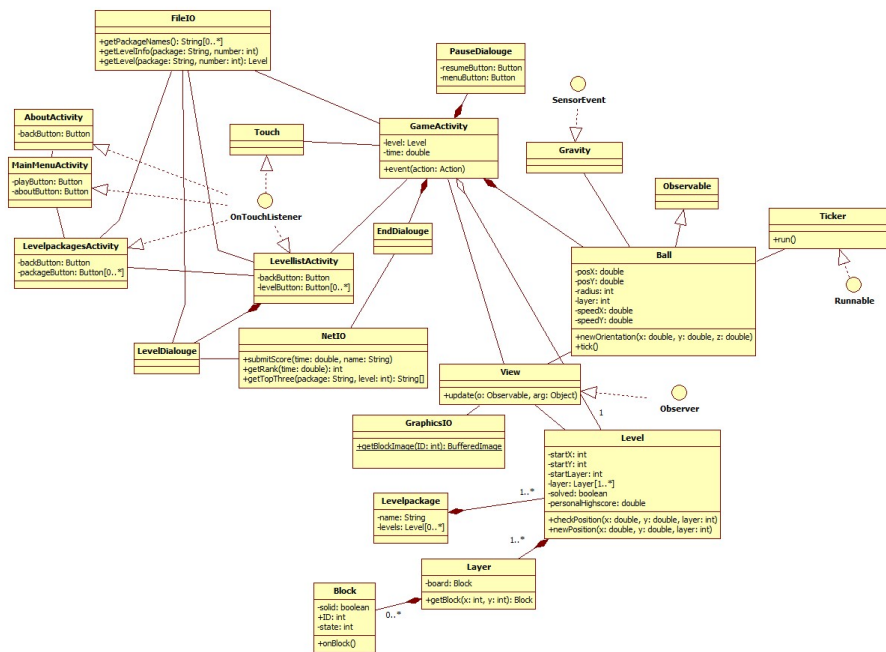 FileIO
+getPackageNames(): String[0..*]
+getLevelInfo(package: String, number: int)
+getLevel(package: String, number: int): Level
PauseDialouge
-resumeButton: Button
-menuButton: Button
SensorEvent
AboutActivity
-backButton: Button
Touch
GameActivity
-level: Level
-time: double
+event(action: Action)
Gravity
MainMenuActivity
-playButton: Button
-aboutButton: Button
Observable
OnTouchListener
EndDialouge
Ticker
+run()
LevelpackagesActivity
-backButton: Button
-packageButton: Button[0..*]
LevellistActivity
-backButton: Button
-levelButton: Button[0..*]
Ball
-posX: double
-posY: double
-radius: int
-layer: int
-speedX: double
-speedY: double
+newOrientation(x: double, y: double, z: double)
+tick()
Runnable
LevelDialouge
NetIO
+submitScore(time: double, name: String)
+getRank(time: double): int
+getTopThree(package: String, level: int): String[]
View
+update(o: Observable, arg: Object)
Observer
1
GraphicsIO
+getBlockImage(ID: int): BufferedImage
Level
-startX: int
-startY: int
-startLayer: int
-layer: Layer[1..*]
-solved: boolean
-personalHighscore: double
+checkPosition(x: double, y: double, layer: int)
+newPosition(x: double, y: double, layer: int)
1..*
Levelpackage
-name: String
-levels: Level[0..*]
1..*
Layer
-board: Block
+getBlock(x: int, y: int): Block
Block
-solid: boolean
+ID: int
-state: int
+onBlock()
0..*